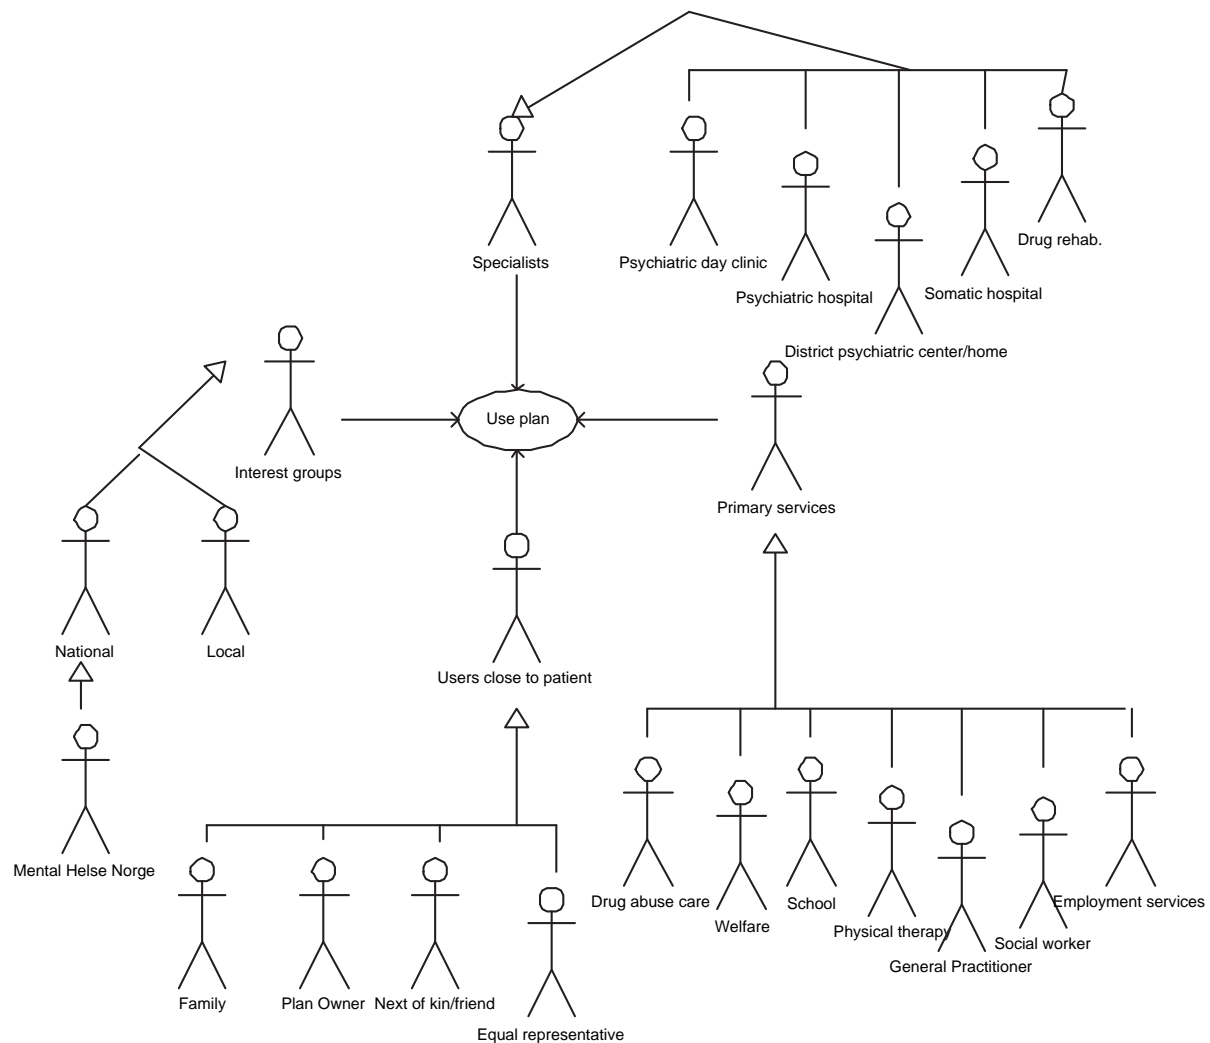 Drug rehab.
Specialists
Psychiatric day clinic
Psychiatric hospital
Somatic hospital
District psychiatric center/home
Use plan
Interest groups
Primary services
National
Local
Users close to patient
Mental Helse Norge
Drug abuse care
School
Employment services
Welfare
Physical therapy
Social worker
General Practitioner
Family
Plan Owner
Next of kin/friend
Equal representative